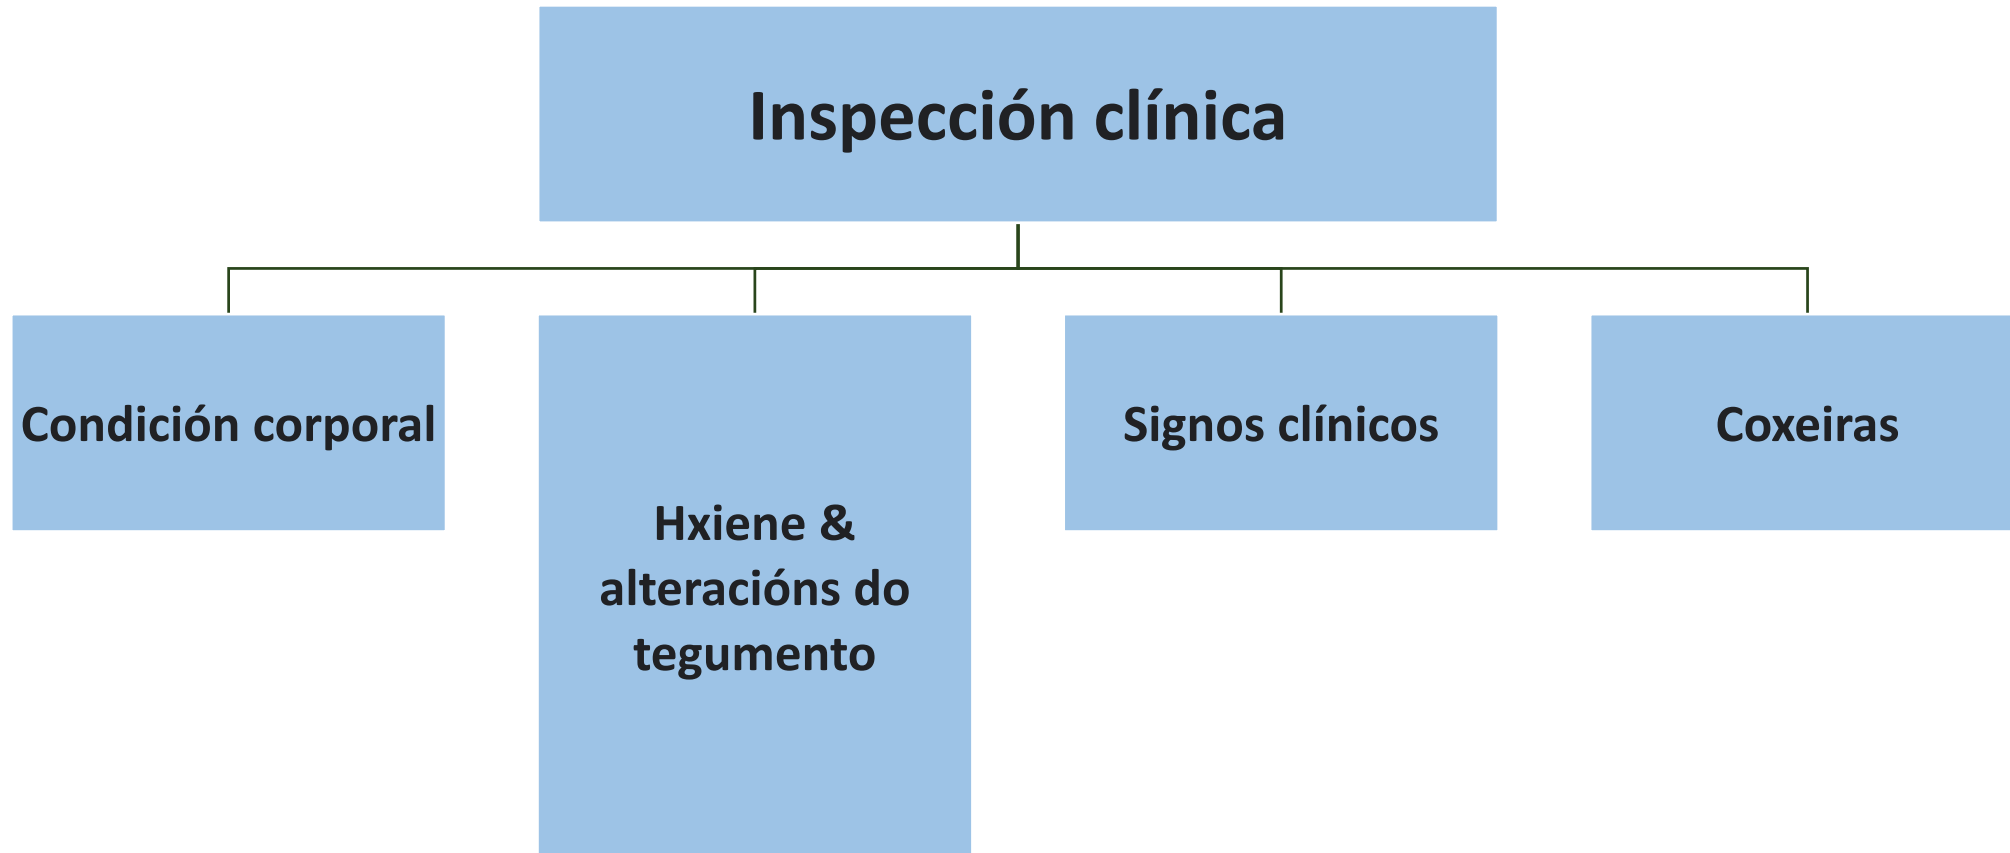 Inspección clínica
Condición corporal
Hxiene &
alteracións do
tegumento
Signos clínicos
Coxeiras